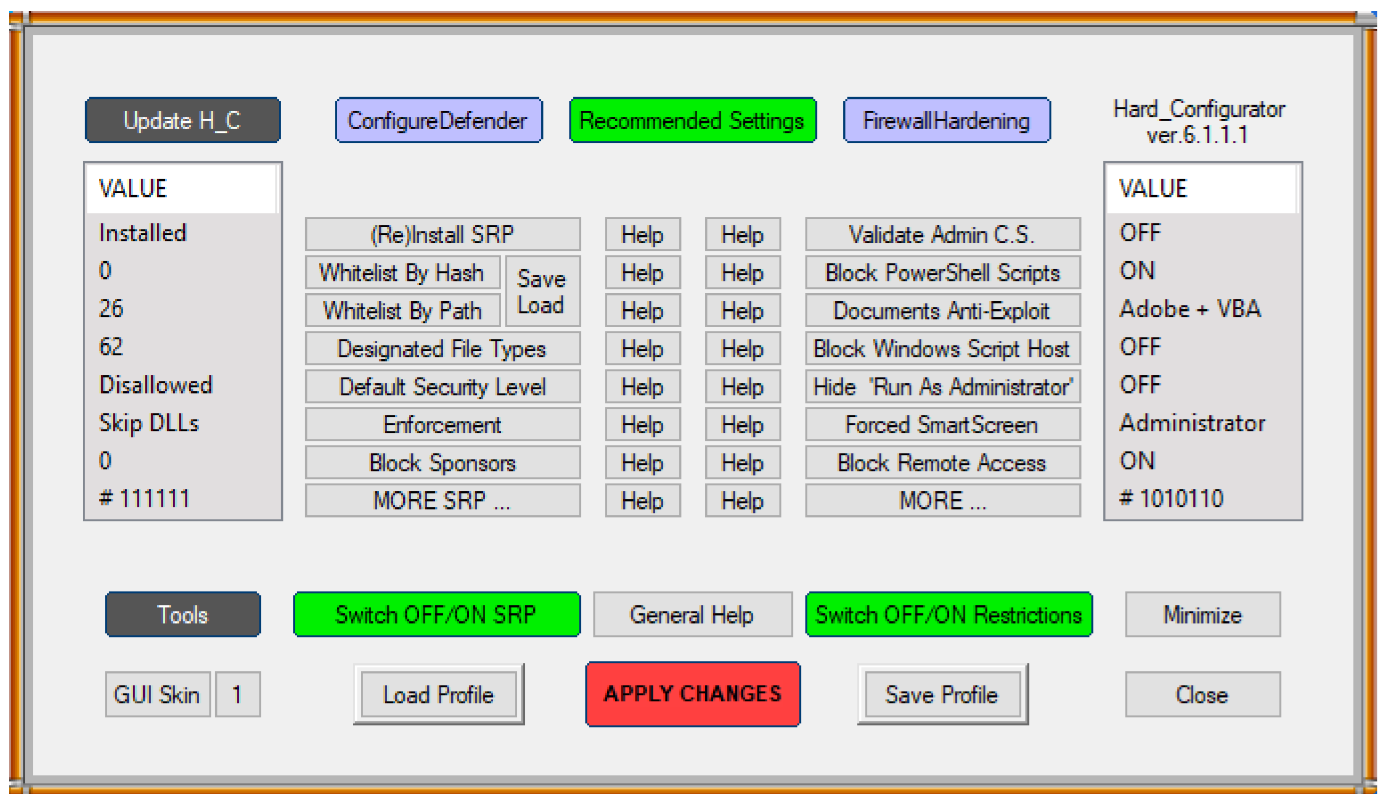 Update H_C ConfigureDefender Recommended Settings FirewallHardening Hard_Configurator
ver.6.1.1.1
VALUE VALUE
Installed (Re)Install SRP Help Help Validate Admin C.S. OFF
0 Whitelist By Hash Save Help Help Block PowerShell Scripts ON
26 Whitelist By Path Load Help Help Documents Anti-Exploit Adobe + VBA
62 Designated File Types Help Help Block Windows Script Host OFF
Disallowed Default Security Level Help Help Hide 'Run As Administrator' OFF
Skip DLLs Enforcement Help Help Forced SmartScreen Administrator
0 Block Sponsors Help Help Block Remote Access ON
# 111111 MORE SRP ... Help Help MORE ... # 1010110
Tools Switch OFF/ON SRP General Help Switch OFF/ON Restrictions Minimize
GUI Skin 1 Load Profile APPLY CHANGES Save Profile Close